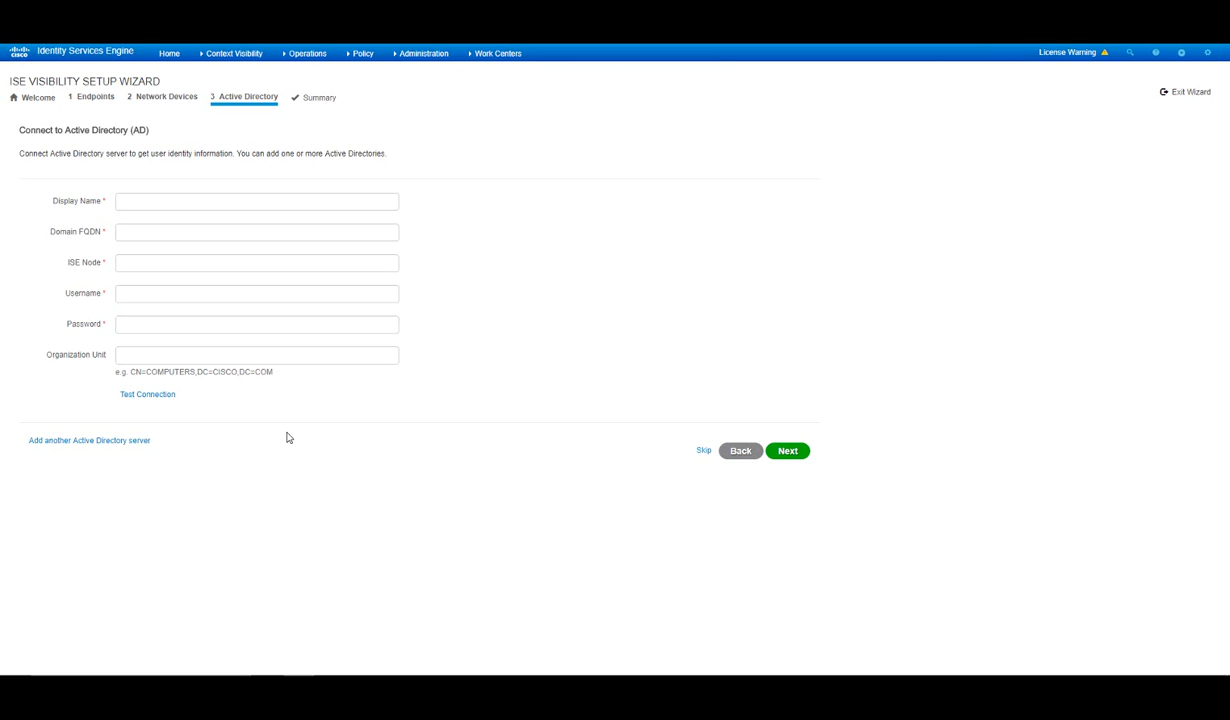 cisco Identity Services Engine Home Context Visibility Operations Policy Administration Work Centers License Warning
ISE VISIBILITY SETUP WIZARD
Exit Wizard
Welcome 1 Endpoints 2 Network Devices 3 Active Directory Summary
Connect to Active Directory (AD)
Connect Active Directory server to get user identity information. You can add one or more Active Directories.
Display Name *
Domain FQDN *
ISE Node *
Username *
Password *
Organization Unit
e.g. CN=COMPUTERS,DC=CISCO,DC=COM
Test Connection
Add another Active Directory server
Skip Back Next